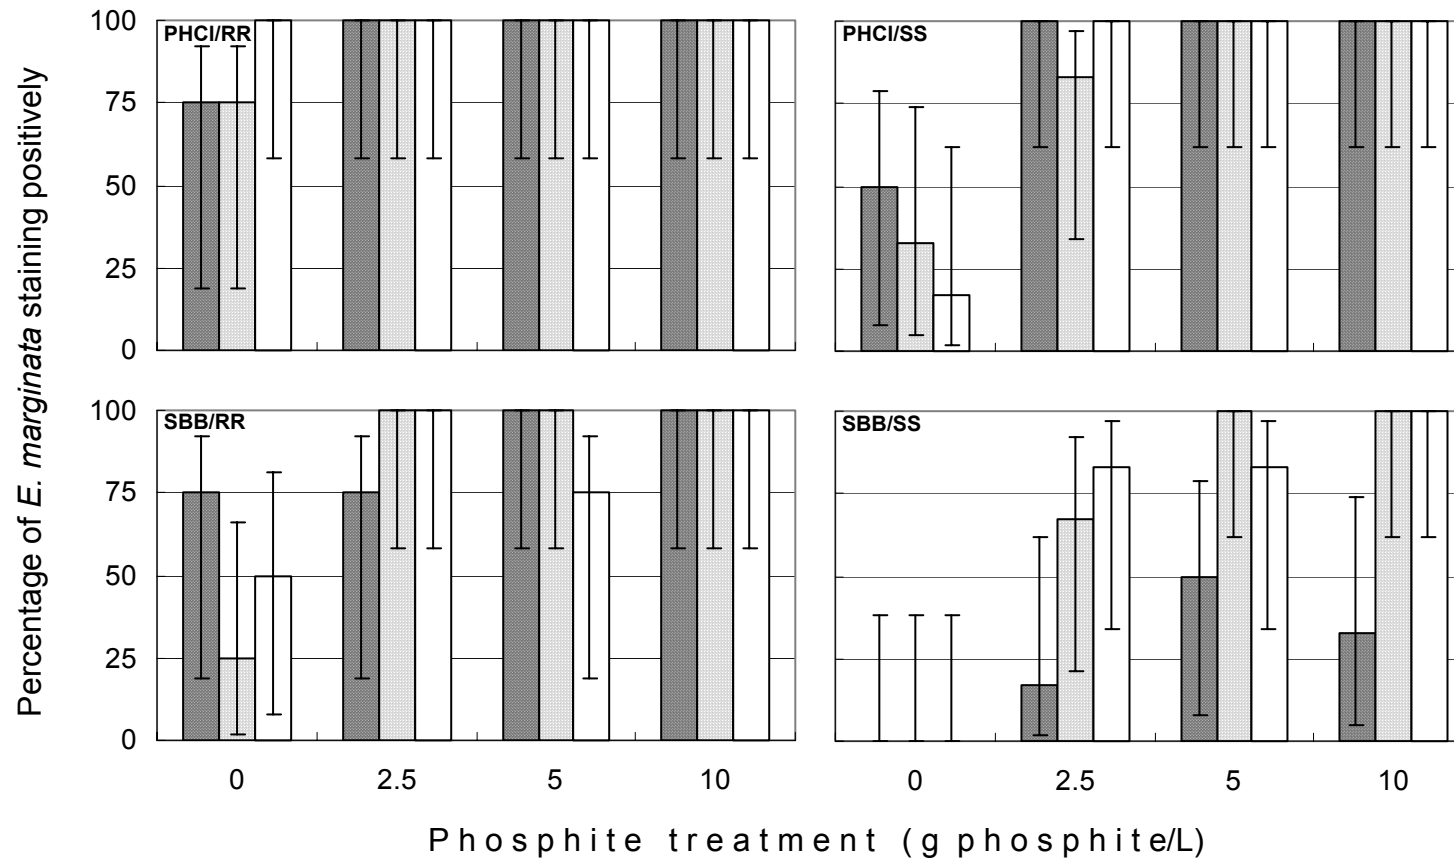 Percentage of E. marginata staining positively
PHCl/RR
100
75
50
25
0
PHCl/SS
SBB/RR
100
75
50
25
0
0 2.5 5 10
SBB/SS
0 2.5 5 10
Phosphite treatment (g phosphite/L)